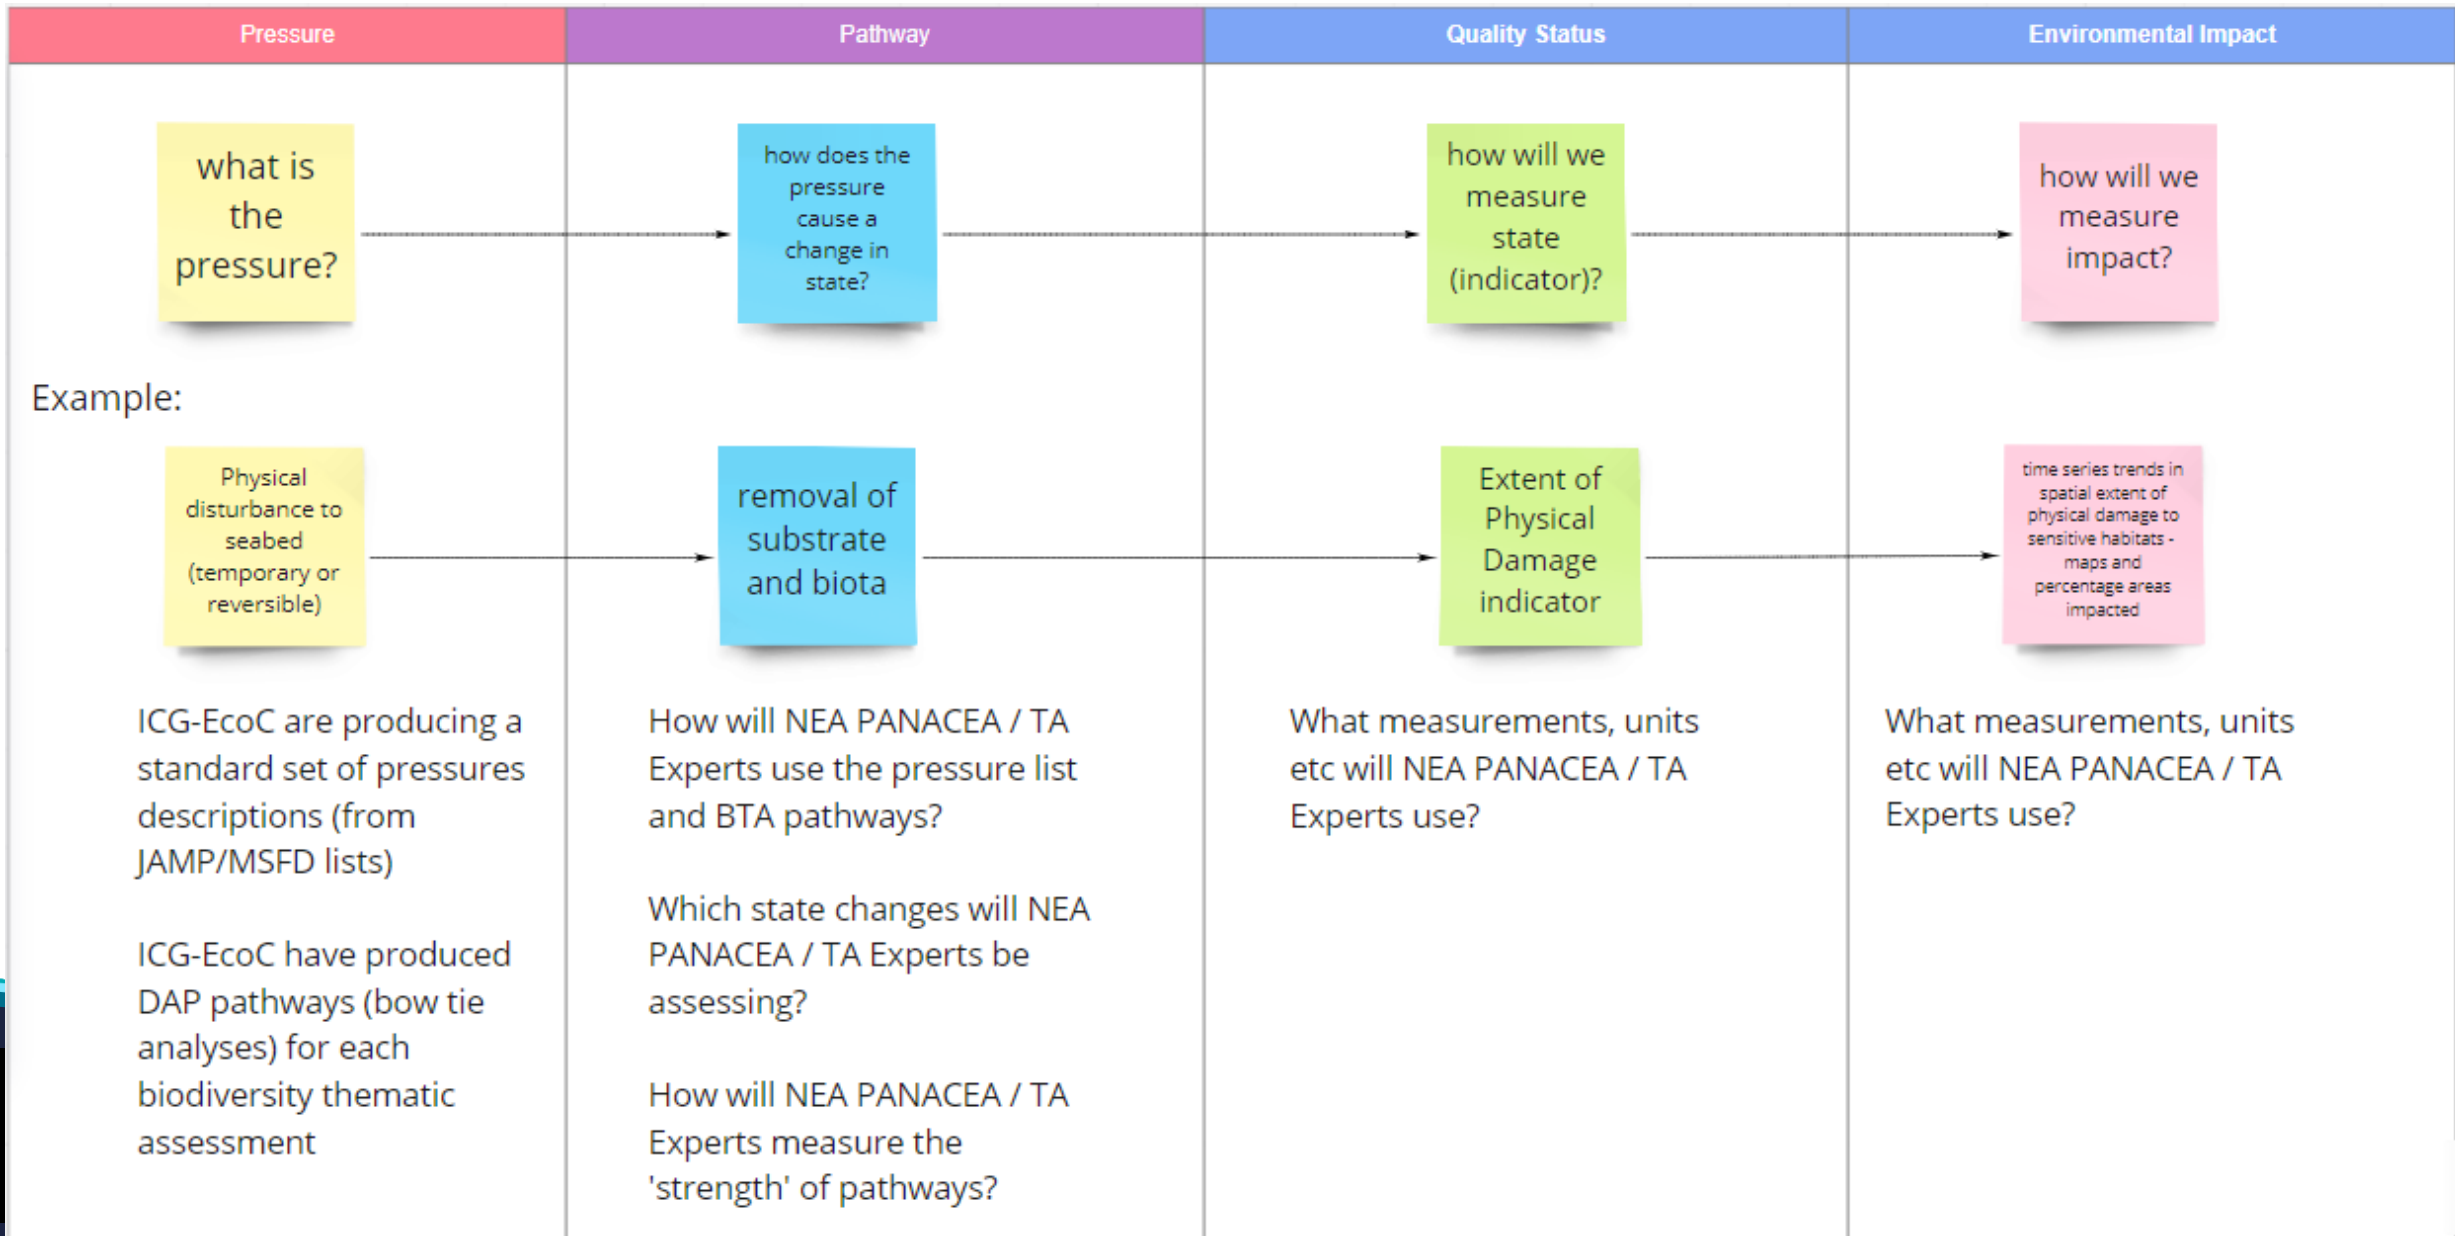 Pressure
Pathway
Quality Status
Environmental Impact
what is
the
pressure?
how does the
pressure
cause a
change in
state?
how will we
measure
state
(indicator)?
how will we
measure
impact?
Example:
Physical
disturbance to
seabed
(temporary or
reversible)
removal of
substrate
and biota
Extent of
Physical
Damage
indicator
time series trends in
spatial extent of
physical damage to
sensitive habitats -
maps and
percentage areas
impacted
ICG-EcoC are producing a
standard set of pressures
descriptions (from
JAMP/MSFD lists)
ICG-EcoC have produced
DAP pathways (bow tie
analyses) for each
biodiversity thematic
assessment
How will NEA PANACEA / TA
Experts use the pressure list
and BTA pathways?
Which state changes will NEA
PANACEA / TA Experts be
assessing?
How will NEA PANACEA / TA
Experts measure the
'strength' of pathways?
What measurements, units
etc will NEA PANACEA / TA
Experts use?
What measurements, units
etc will NEA PANACEA / TA
Experts use?